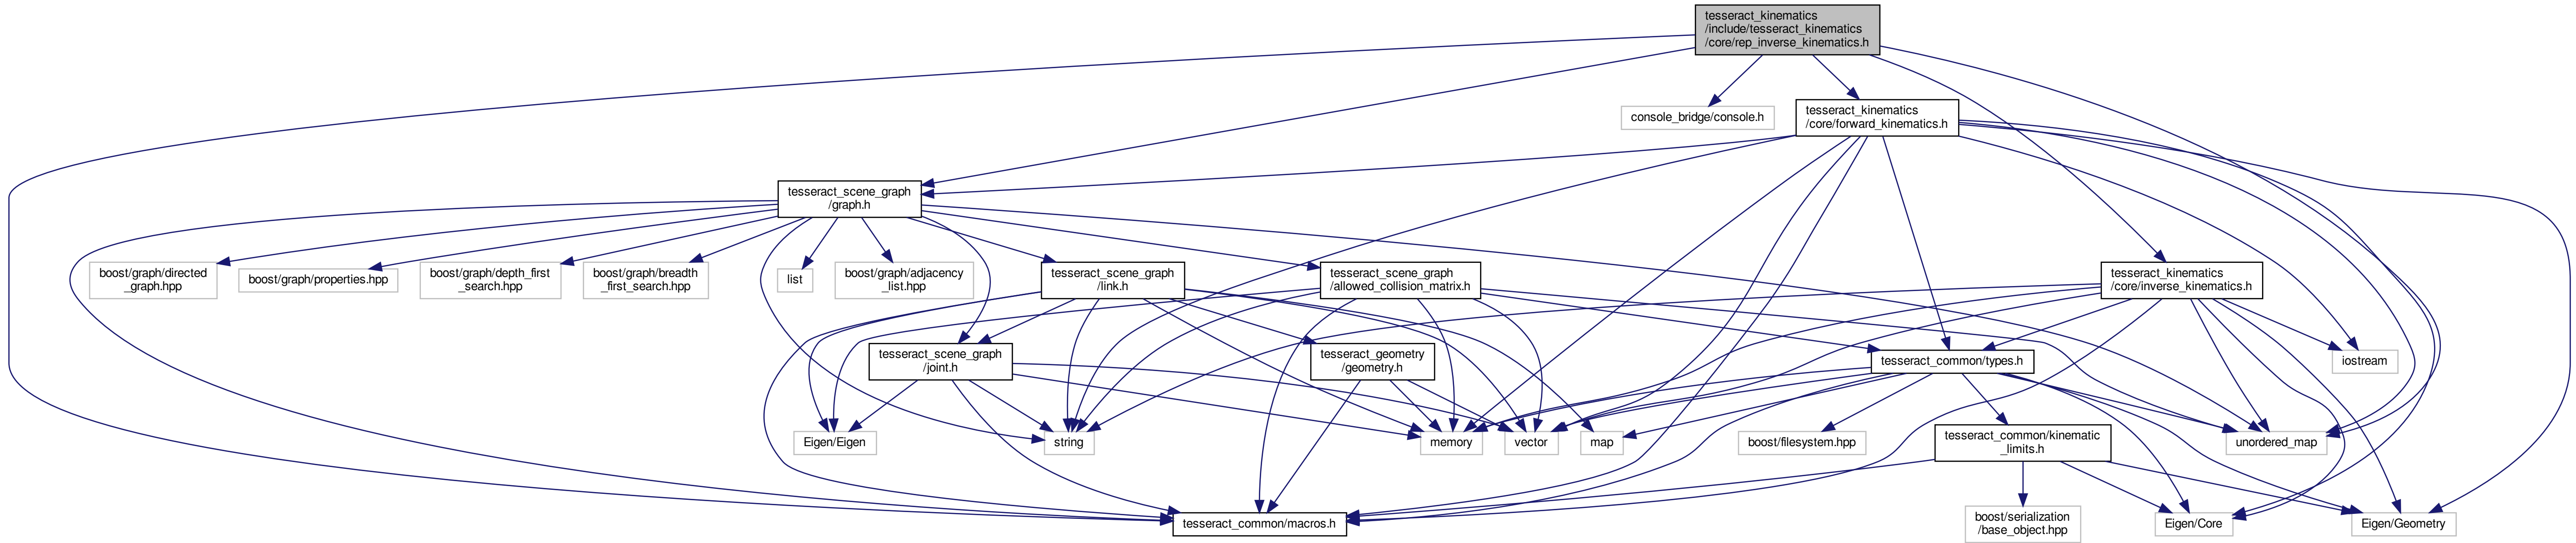 tesseract_kinematics
/include/tesseract_kinematics
/core/rep_inverse_kinematics.h
console_bridge/console.h
tesseract_kinematics
/core/forward_kinematics.h
tesseract_scene_graph
/graph.h
boost/graph/directed
_graph.hpp
boost/graph/properties.hpp
boost/graph/depth_first
_search.hpp
boost/graph/breadth
_first_search.hpp
list
boost/graph/adjacency
_list.hpp
tesseract_scene_graph
/link.h
tesseract_scene_graph
/allowed_collision_matrix.h
tesseract_kinematics
/core/inverse_kinematics.h
tesseract_scene_graph
/joint.h
tesseract_geometry
/geometry.h
tesseract_common/types.h
iostream
Eigen/Eigen
string
memory
vector
map
boost/filesystem.hpp
tesseract_common/kinematic
_limits.h
unordered_map
tesseract_common/macros.h
boost/serialization
/base_object.hpp
Eigen/Core
Eigen/Geometry